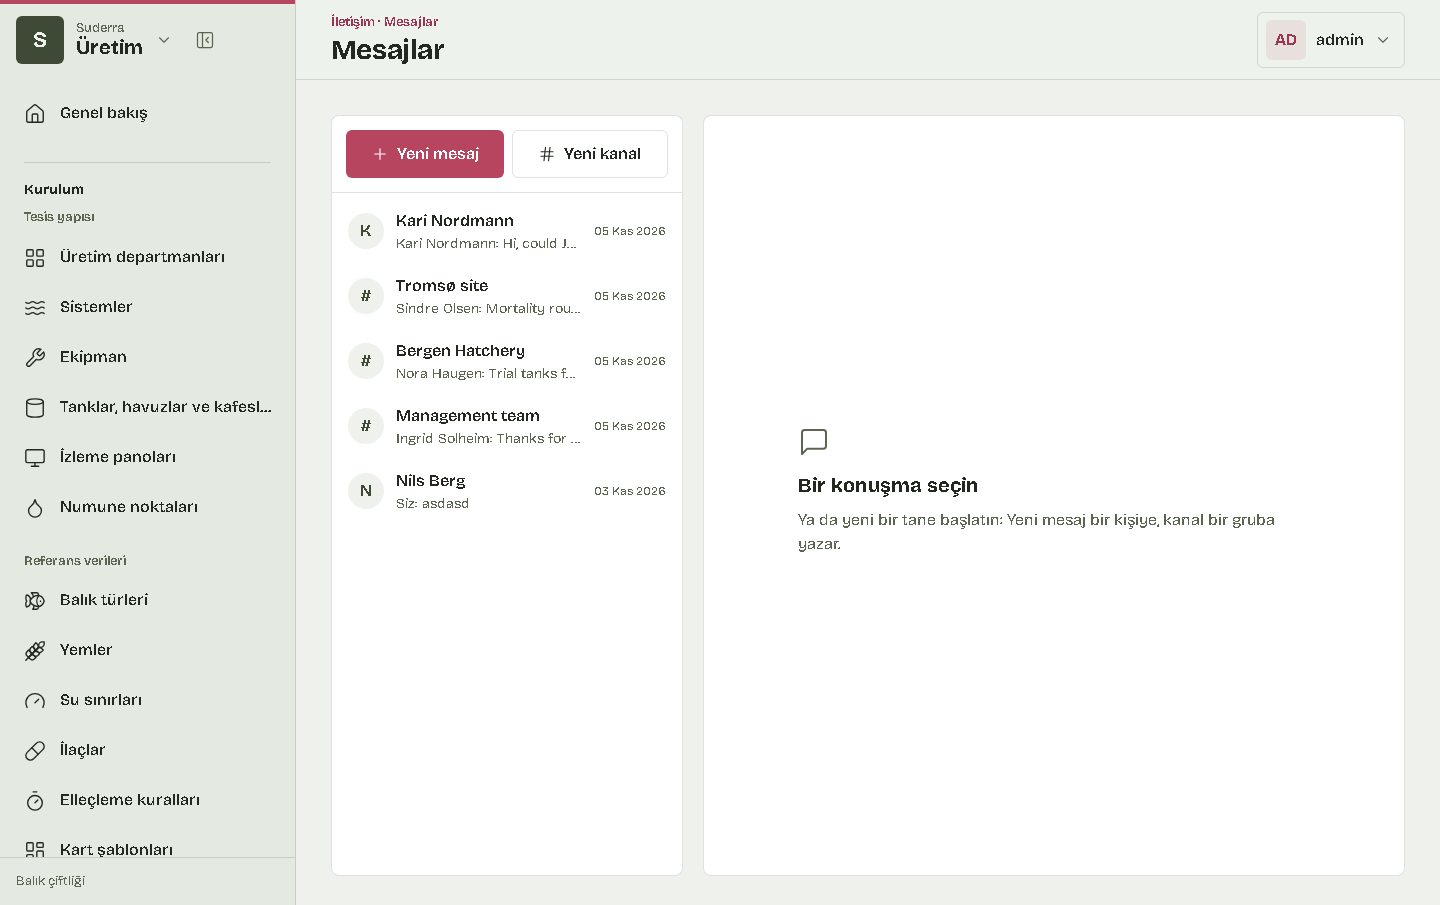 S
Suderra
Üretim
Genel bakış
Kurulum
Tesis yapısı
Üretim departmanları
Sistemler
Ekipman
Tanklar, havuzlar ve kafesl...
İzleme panoları
Numune noktaları
Referans verileri
Balık türleri
Yemler
Su sınırları
İlaçlar
Elleçleme kuralları
Kart şablonları
Balık çiftliği
İletişim · Mesajlar
Mesajlar
AD
admin
Yeni mesaj
# Yeni kanal
K
Kari Nordmann
05 Kas 2026
Kari Nordmann: Hi, could J...
#
Tromsø site
05 Kas 2026
Sindre Olsen: Mortality rou...
#
Bergen Hatchery
05 Kas 2026
Nora Haugen: Trial tanks f...
#
Management team
05 Kas 2026
Ingrid Solheim: Thanks for ...
N
Nils Berg
03 Kas 2026
Siz: asdasd
Bir konuşma seçin
Ya da yeni bir tane başlatın: Yeni mesaj bir kişiye, kanal bir gruba
yazar.